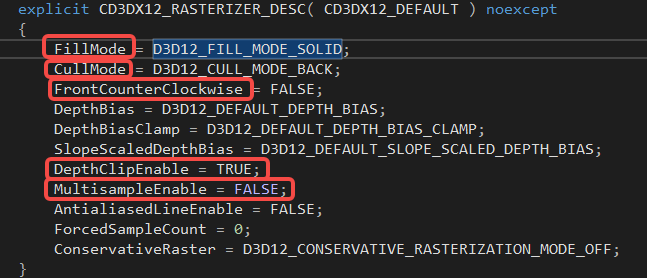 explicit CD3DX12_RASTERIZER_DESC( CD3DX12_DEFAULT ) noexcept
{
FillMode = D3D12_FILL_MODE_SOLID;
CullMode = D3D12_CULL_MODE_BACK;
FrontCounterClockwise = FALSE;
DepthBias = D3D12_DEFAULT_DEPTH_BIAS;
DepthBiasClamp = D3D12_DEFAULT_DEPTH_BIAS_CLAMP;
SlopeScaledDepthBias = D3D12_DEFAULT_SLOPE_SCALED_DEPTH_BIAS;
DepthClipEnable = TRUE;
MultisampleEnable = FALSE;
AntialiasedLineEnable = FALSE;
ForcedSampleCount = 0;
ConservativeRaster = D3D12_CONSERVATIVE_RASTERIZATION_MODE_OFF;
}